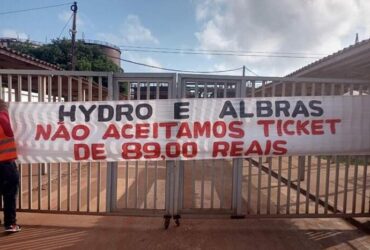 HYDRO E ALBRAS
NÃO ACEITAMOS TICKET
DE 89,00 REAIS